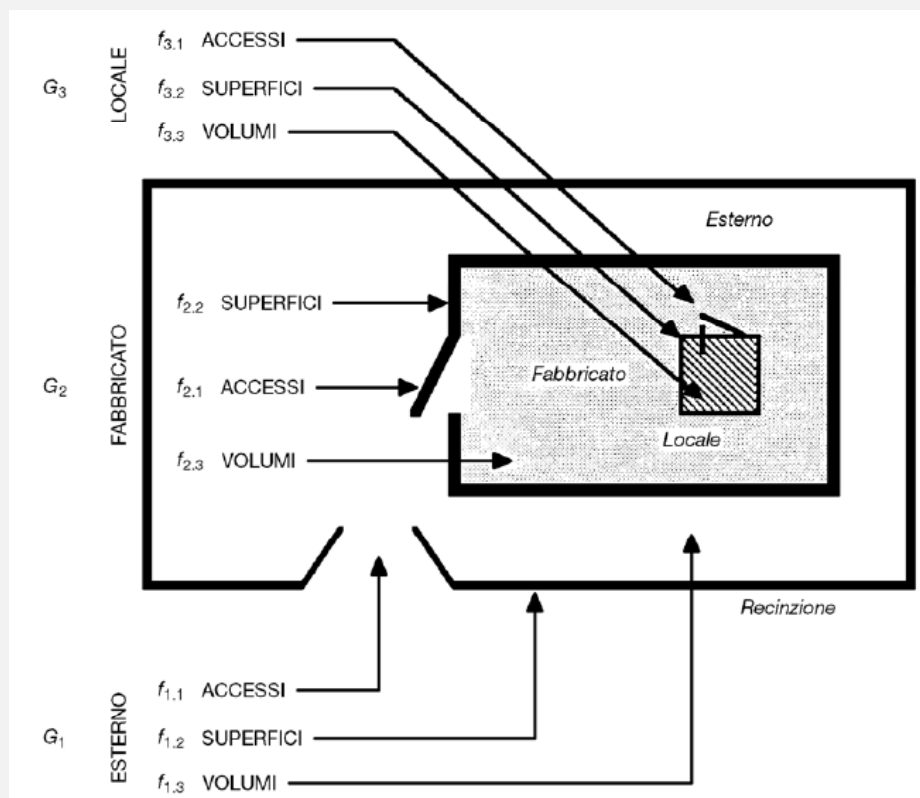 f3.1 ACCESSI
G3 LOCALE f3.2 SUPERFICI
f3.3 VOLUMI
Esterno
f2.2 SUPERFICI
G2 FABBRICATO f2.1 ACCESSI Fabbricato
Locale
f2.3 VOLUMI
Recinzione
f1.1 ACCESSI
G1 ESTERNO f1.2 SUPERFICI
f1.3 VOLUMI